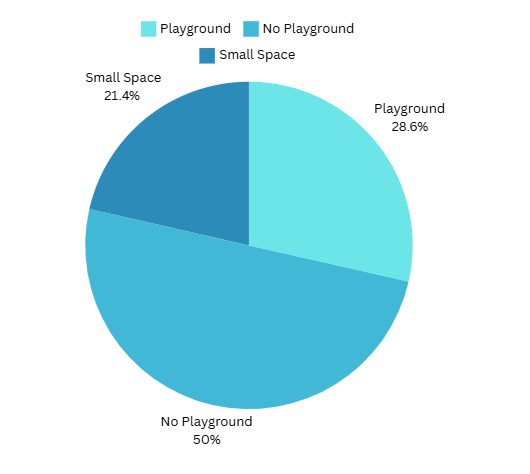 Playground No Playground
Small Space
Small Space
21.4%
Playground
28.6%
No Playground
50%